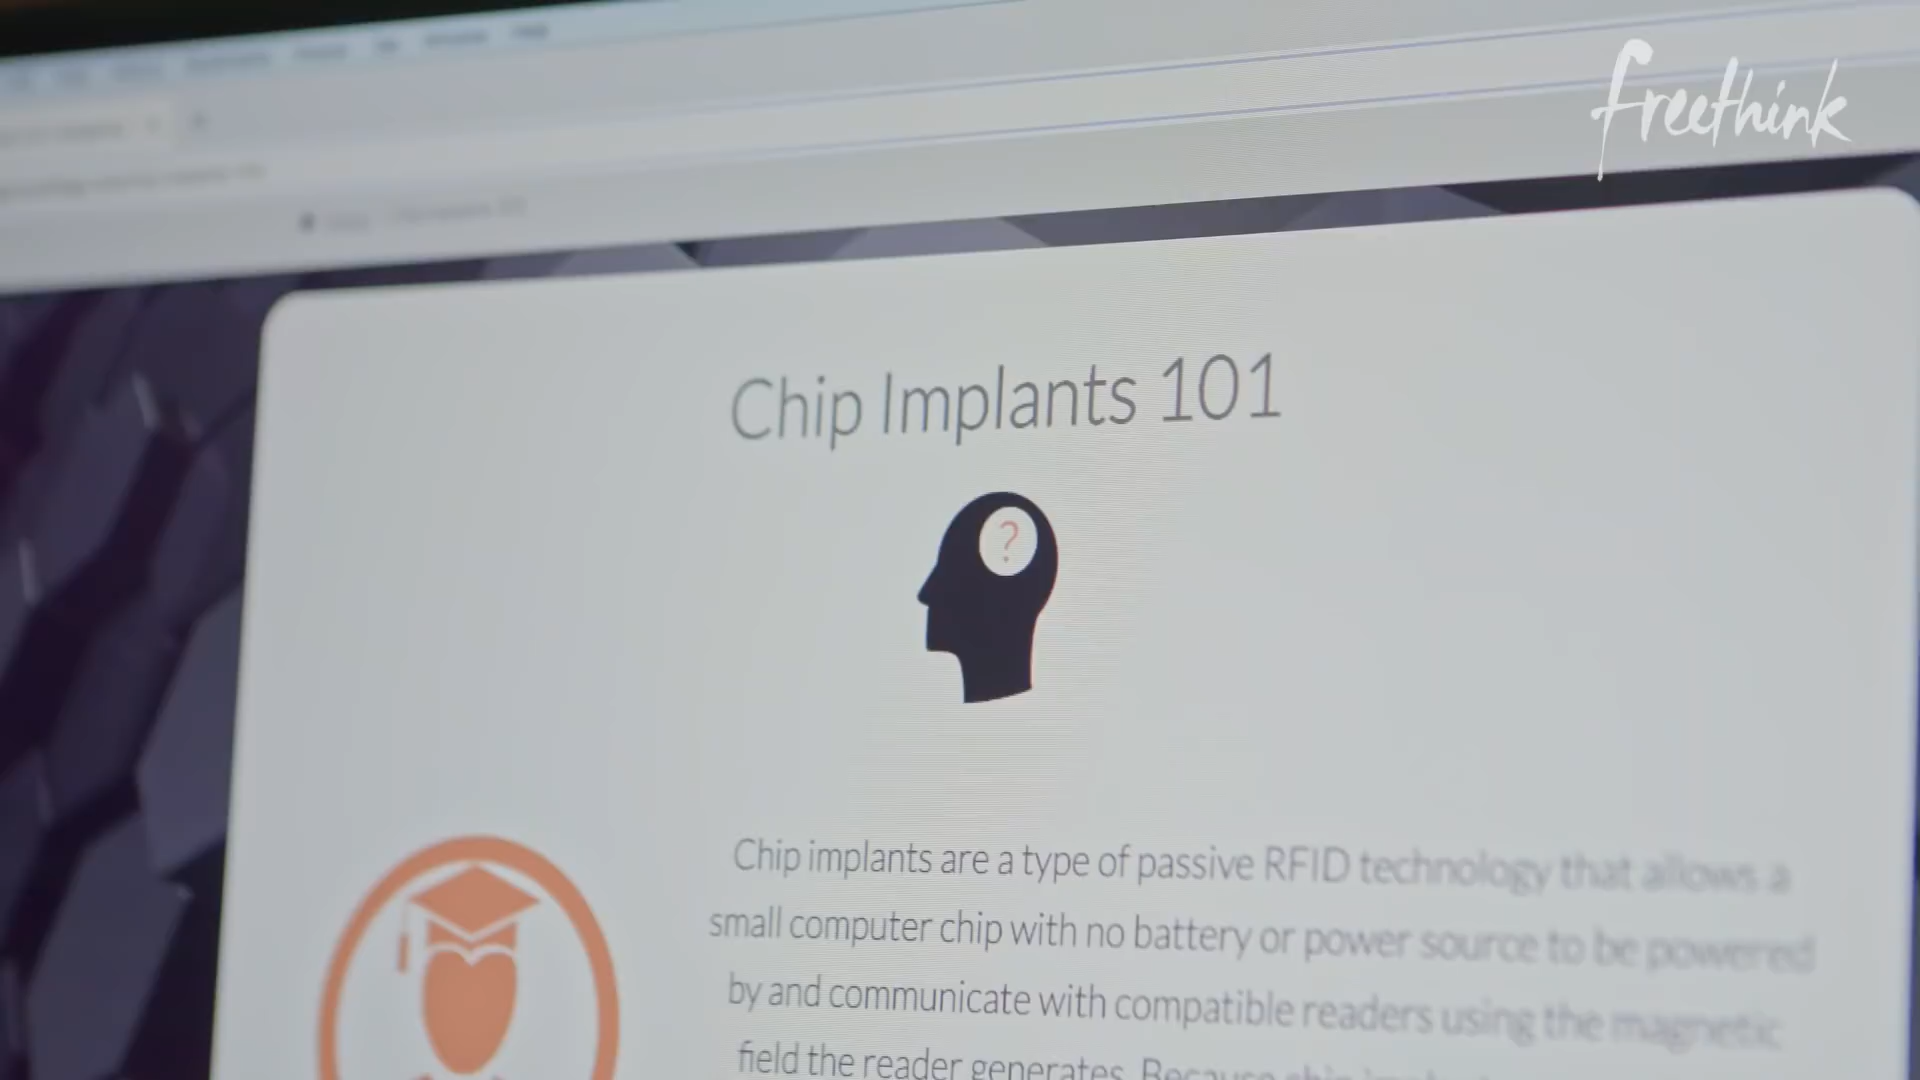 freethink
Chip Implants 101
?
Chip implants are a type of passive RFID technology that allows a
small computer chip with no battery or power source to be powered
by and communicate with compatible readers using the magnetic
field the reader generates. Because chip